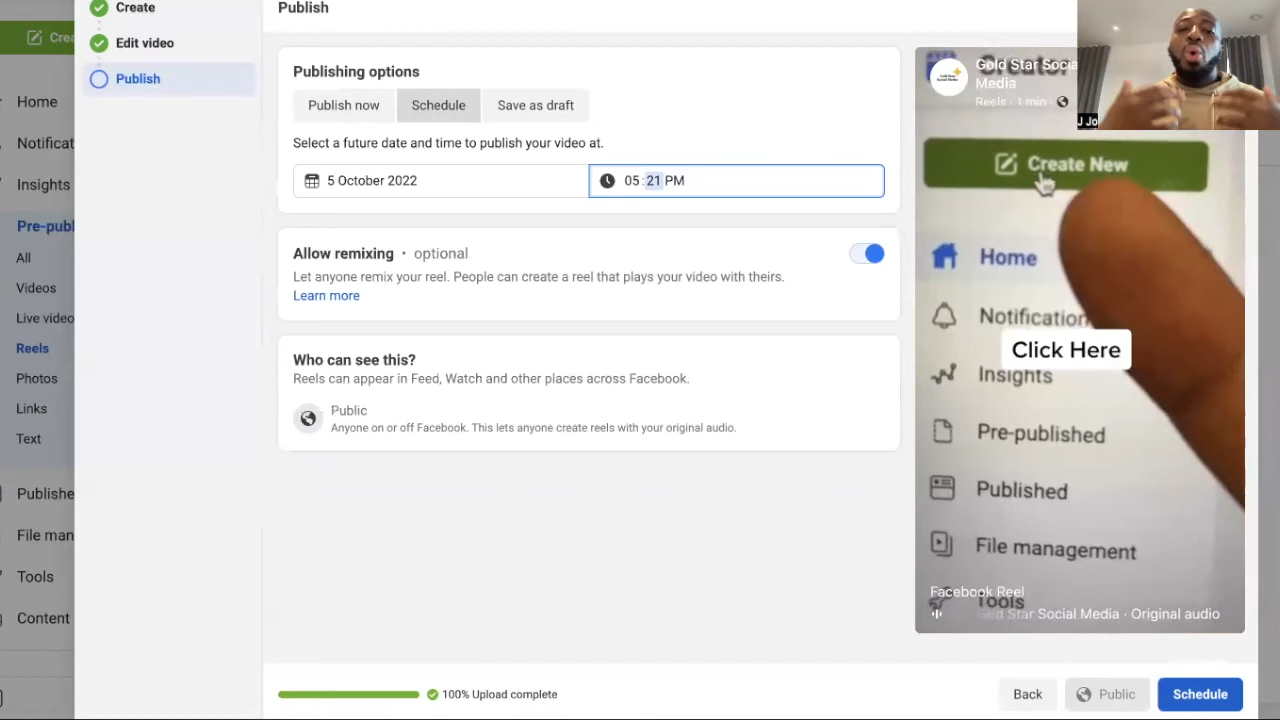 Create
Edit video
Publish
Crea
Home
Notificat
Insights
Pre-publ
All
Videos
Live video
Reels
Photos
Links
Text
Publishe
File man
Tools
Content
Publish
Publishing options
Publish now
Schedule
Save as draft
Select a future date and time to publish your video at.
5 October 2022
05:21 PM
Allow remixing • optional
Let anyone remix your reel. People can create a reel that plays your video with theirs.
Learn more
Who can see this?
Reels can appear in Feed, Watch and other places across Facebook.
Public
Anyone on or off Facebook. This lets anyone create reels with your original audio.
100% Upload complete
Back
Public
Schedule
Gold Star Socia
Media
Reels · 1 min ·
J Jo
Create New
Home
Notification
Click Here
Insights
Pre-published
Published
File management
Tools
Facebook Reel
Gold Star Social Media · Original audio